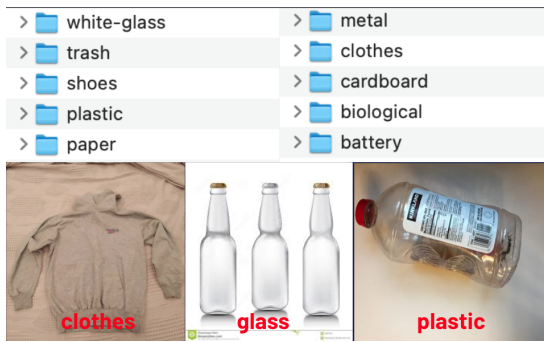 white-glass
trash
shoes
plastic
paper
metal
clothes
cardboard
biological
battery
clothes
glass
plastic